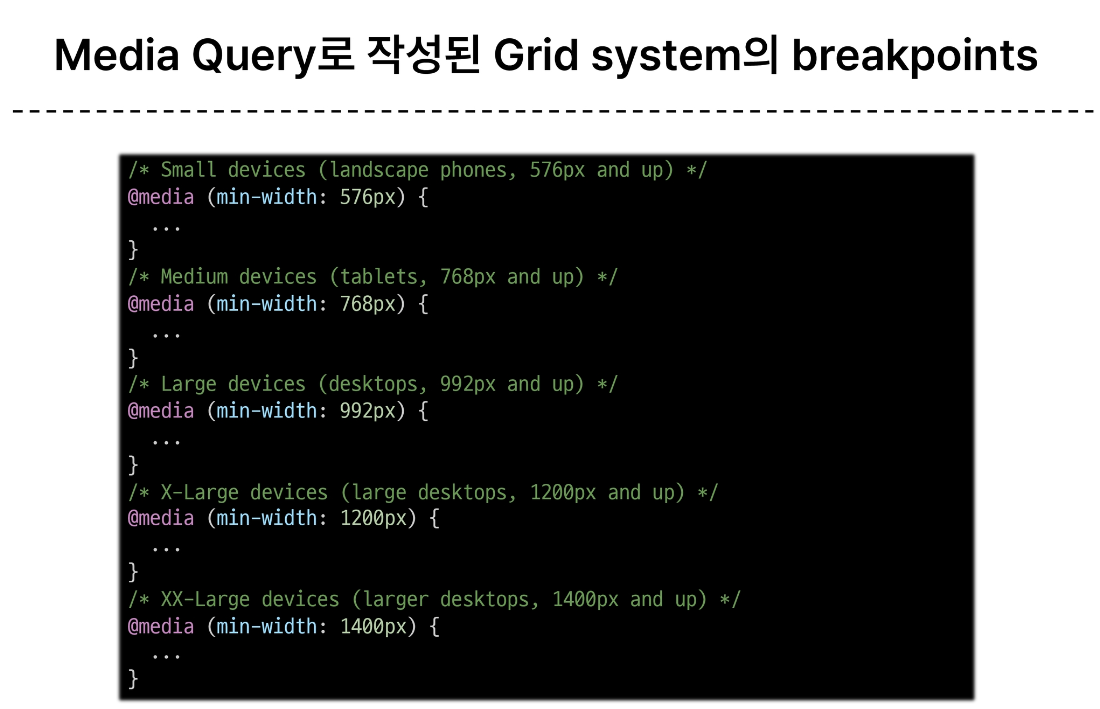 Media Query로 작성된 Grid system의 breakpoints
/* Small devices (landscape phones, 576px and up) */
@media (min-width: 576px) {
  ...
}
/* Medium devices (tablets, 768px and up) */
@media (min-width: 768px) {
  ...
}
/* Large devices (desktops, 992px and up) */
@media (min-width: 992px) {
  ...
}
/* X-Large devices (large desktops, 1200px and up) */
@media (min-width: 1200px) {
  ...
}
/* XX-Large devices (larger desktops, 1400px and up) */
@media (min-width: 1400px) {
  ...
}